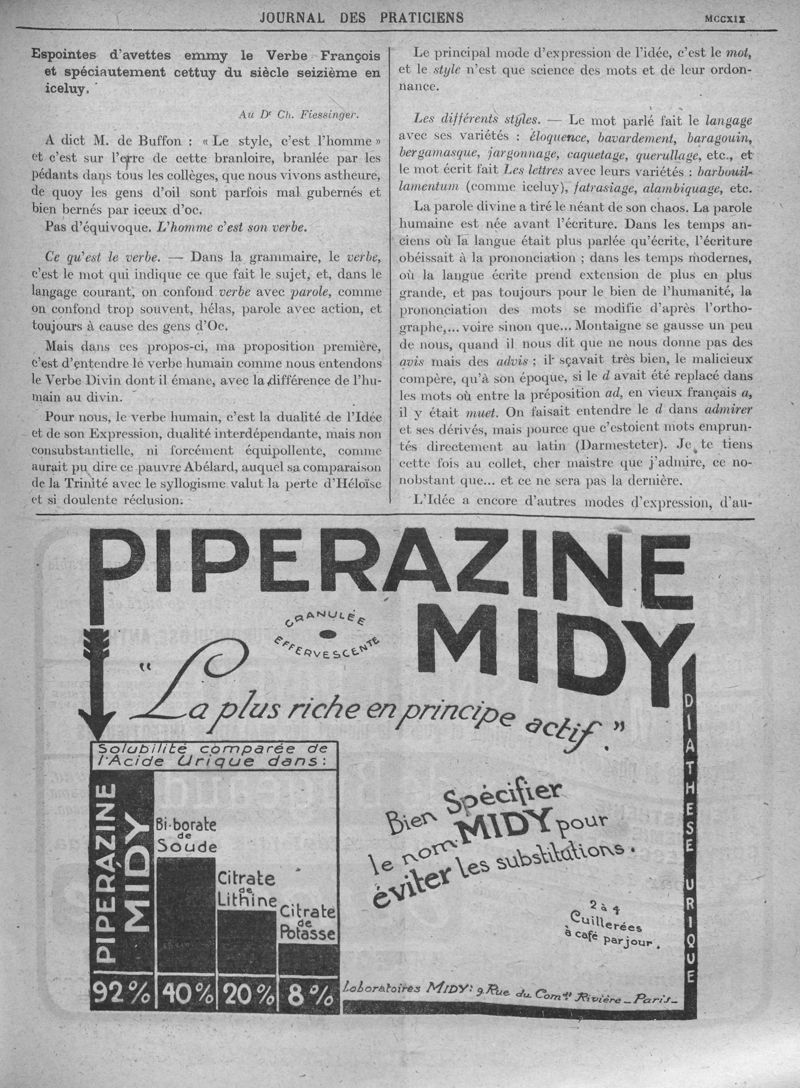 JOURNAL DES PRATICIENS
MCCXIX
Espointes d'avettes emmy le Verbe François
et spéciautement cettuy du siècle seizième en
iceluy.
Au Dr Ch. Fiessinger.
A dict M. de Buffon : « Le style, c'est l'homme »
et c'est sur l'erre de cette branloire, branlée par les
pédants dans tous les collèges, que nous vivons astheure,
de quoy les gens d'oil sont parfois mal gubernés et
bien bernés par iceux d'oc.
Pas d'équivoque. L'homme c'est son verbe.
Ce qu'est le verbe. — Dans la grammaire, le verbe,
c'est le mot qui indique ce que fait le sujet, et, dans le
langage courant, on confond verbe avec parole, comme
on confond trop souvent, hélas, parole avec action, et
toujours à cause des gens d'Oc.
Mais dans ces propos-ci, ma proposition première,
c'est d'entendre lé verbe humain comme nous entendons
le Verbe Divin dont il émane, avec la différence de l'hu-
main au divin.
Pour nous, le verbe humain, c'est la dualité de l'Idée
et de son Expression, dualité interdépendante, mais non
consubstantielle, ni forcément équipollente, comme
aurait pu dire ce pauvre Abélard, auquel sa comparaison
de la Trinité avec le syllogisme valut la perte d'Héloïse
et si doulente réclusion.
Le principal mode d'expression de l'idée, c'est le mot,
et le style n'est que science des mots et de leur ordon-
nance.
Les différents styles. — Le mot parlé fait le langage
avec ses variétés : éloquence, bavardement, baragouin,
bergamasque, jargonnage, caquetage, querullage, etc., et
le mot écrit fait Les lettres avec leurs variétés : barbouil-
lamentum (comme iceluy), fatrasiage, alambiquage, etc.
La parole divine a tiré le néant de son chaos. La parole
humaine est née avant l'écriture. Dans les temps an-
ciens où la langue était plus parlée qu'écrite, l'écriture
obéissait à la prononciation ; dans les temps modernes,
où la langue écrite prend extension de plus en plus
grande, et pas toujours pour le bien de l'humanité, la
prononciation des mots se modifie d'après l'ortho-
graphe,... voire sinon que... Montaigne se gausse un peu
de nous, quand il nous dit que ne nous donne pas des
avis mais des advis ; il sçavait très bien, le malicieux
compère, qu'à son époque, si le d avait été replacé dans
les mots où entre la préposition ad, en vieux français a,
il y était muet. On faisait entendre le d dans admirer
et ses dérivés, mais pource que c'estoient mots emprun-
tés directement au latin (Darmesteter). Je te tiens
cette fois au collet, cher maistre que j'admire, ce no-
nobstant que... et ce ne sera pas la dernière.
L'Idée a encore d'autres modes d'expression, d'au-
PIPERAZINE
MIDY
GRANULÉE
EFFERVESCENTE
"La plus riche en principe actif."
Solubilité comparée de
l'Acide Urique dans:
PIPERAZINE
MIDY
Bi-borate
de
Soude
Citrate
de
Lithine
Citrate
de
Potasse
92%
40%
20%
8%
Bien Spécifier
le nom MIDY pour
éviter les substitutions.
2 à 4
Cuillerées
à café par jour.
DIATHESE URIQUE
Laboratoires MIDY: 9 Rue du Comdt Rivière - Paris-